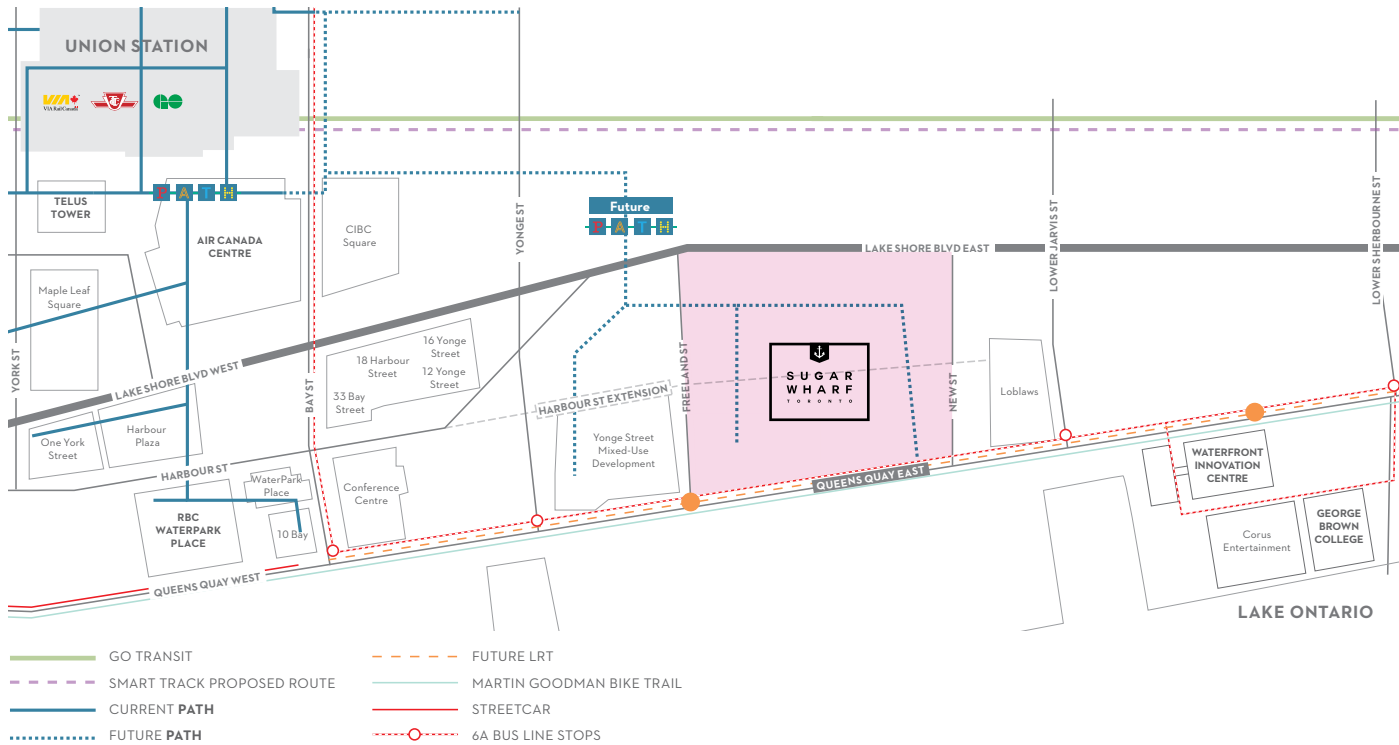 UNION STATION
VIA
VIA Rail Canada
GO
PATH
TELUS
TOWER
AIR CANADA
CENTRE
CIBC
Square
Future
PATH
YONGE ST
LAKE SHORE BLVD EAST
LOWER JARVIS ST
LOWER SHERBOURNE ST
Maple Leaf
Square
YORK ST
LAKE SHORE BLVD WEST
BAY ST
16 Yonge
Street
18 Harbour
Street
12 Yonge
Street
33 Bay
Street
HARBOUR ST EXTENSION
FREELAND ST
SUGAR
WHARF
TORONTO
NEW ST
Loblaws
One York
Street
Harbour
Plaza
HARBOUR ST
Yonge Street
Mixed-Use
Development
WaterPark
Place
Conference
Centre
QUEENS QUAY EAST
WATERFRONT
INNOVATION
CENTRE
RBC
WATERPARK
PLACE
10 Bay
Corus
Entertainment
GEORGE
BROWN
COLLEGE
QUEENS QUAY WEST
LAKE ONTARIO
GO TRANSIT
SMART TRACK PROPOSED ROUTE
CURRENT PATH
FUTURE PATH
FUTURE LRT
MARTIN GOODMAN BIKE TRAIL
STREETCAR
6A BUS LINE STOPS